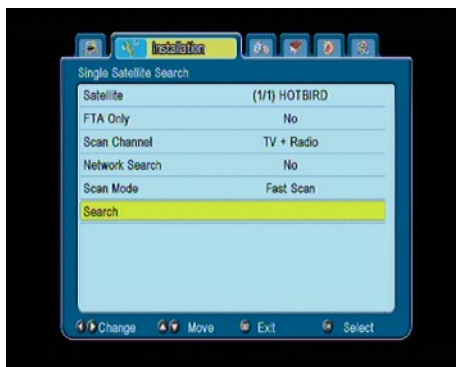 Installation
Single Satellite Search
Satellite (1/1) HOTBIRD
FTA Only No
Scan Channel TV + Radio
Network Search No
Scan Mode Fast Scan
Search
Change Move Exit Select